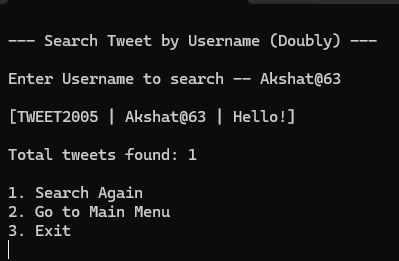 --- Search Tweet by Username (Doubly) ---
Enter Username to search -- Akshat@63
[TWEET2005 | Akshat@63 | Hello!]
Total tweets found: 1
1. Search Again
2. Go to Main Menu
3. Exit